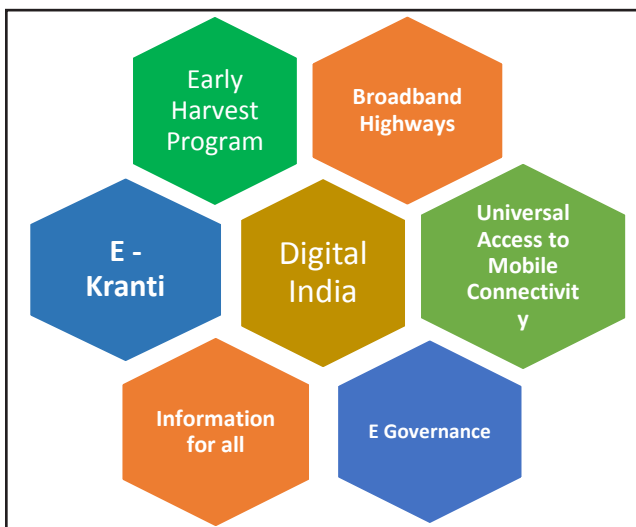 Early
Harvest
Program
Broadband
Highways
E -
Kranti
Digital
India
Universal
Access to
Mobile
Connectivit
y
Information
for all
E Governance